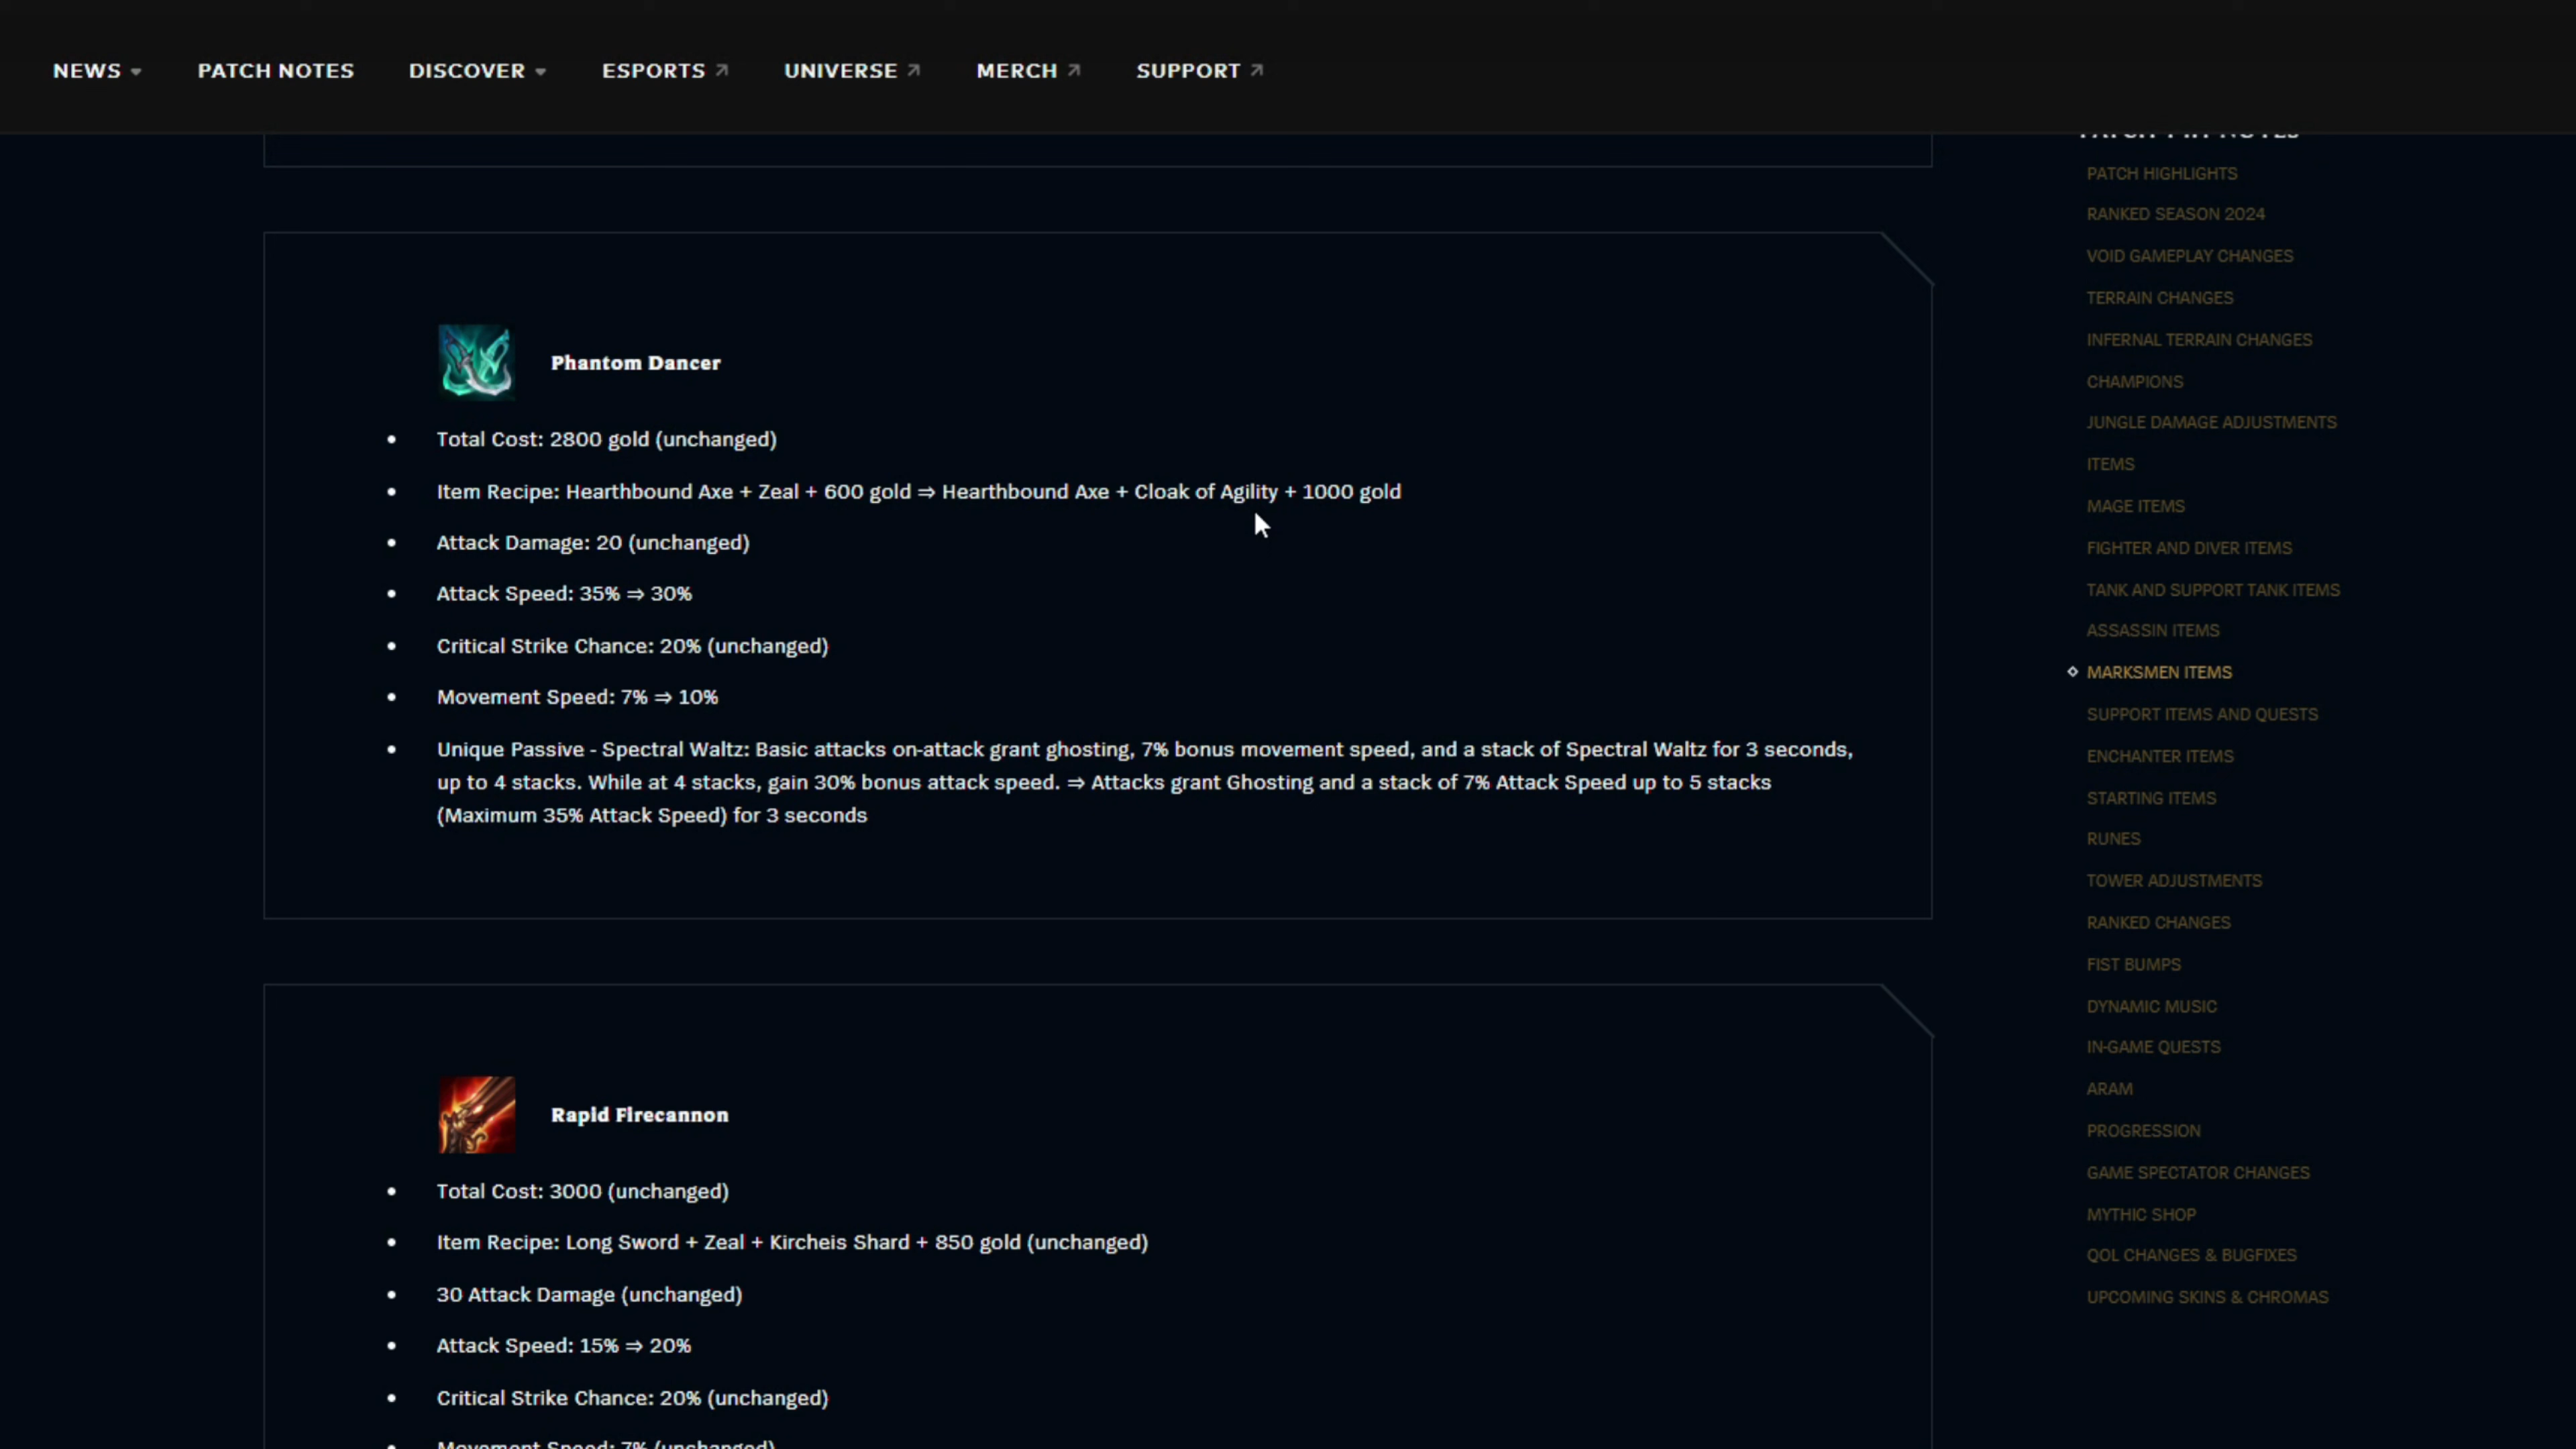 NEWS
PATCH NOTES
DISCOVER
ESPORTS
UNIVERSE
MERCH
SUPPORT
Phantom Dancer
• Total Cost: 2800 gold (unchanged)
• Item Recipe: Hearthbound Axe + Zeal + 600 gold ⇒ Hearthbound Axe + Cloak of Agility + 1000 gold
• Attack Damage: 20 (unchanged)
• Attack Speed: 35% ⇒ 30%
• Critical Strike Chance: 20% (unchanged)
• Movement Speed: 7% ⇒ 10%
• Unique Passive - Spectral Waltz: Basic attacks on-attack grant ghosting, 7% bonus movement speed, and a stack of Spectral Waltz for 3 seconds,
up to 4 stacks. While at 4 stacks, gain 30% bonus attack speed. ⇒ Attacks grant Ghosting and a stack of 7% Attack Speed up to 5 stacks
(Maximum 35% Attack Speed) for 3 seconds
Rapid Firecannon
• Total Cost: 3000 (unchanged)
• Item Recipe: Long Sword + Zeal + Kircheis Shard + 850 gold (unchanged)
• 30 Attack Damage (unchanged)
• Attack Speed: 15% ⇒ 20%
• Critical Strike Chance: 20% (unchanged)
• Movement Speed: 7% (unchanged)
PATCH HIGHLIGHTS
RANKED SEASON 2024
VOID GAMEPLAY CHANGES
TERRAIN CHANGES
INFERNAL TERRAIN CHANGES
CHAMPIONS
JUNGLE DAMAGE ADJUSTMENTS
ITEMS
MAGE ITEMS
FIGHTER AND DIVER ITEMS
TANK AND SUPPORT TANK ITEMS
ASSASSIN ITEMS
MARKSMEN ITEMS
SUPPORT ITEMS AND QUESTS
ENCHANTER ITEMS
STARTING ITEMS
RUNES
TOWER ADJUSTMENTS
RANKED CHANGES
FIST BUMPS
DYNAMIC MUSIC
IN-GAME QUESTS
ARAM
PROGRESSION
GAME SPECTATOR CHANGES
MYTHIC SHOP
QOL CHANGES & BUGFIXES
UPCOMING SKINS & CHROMAS